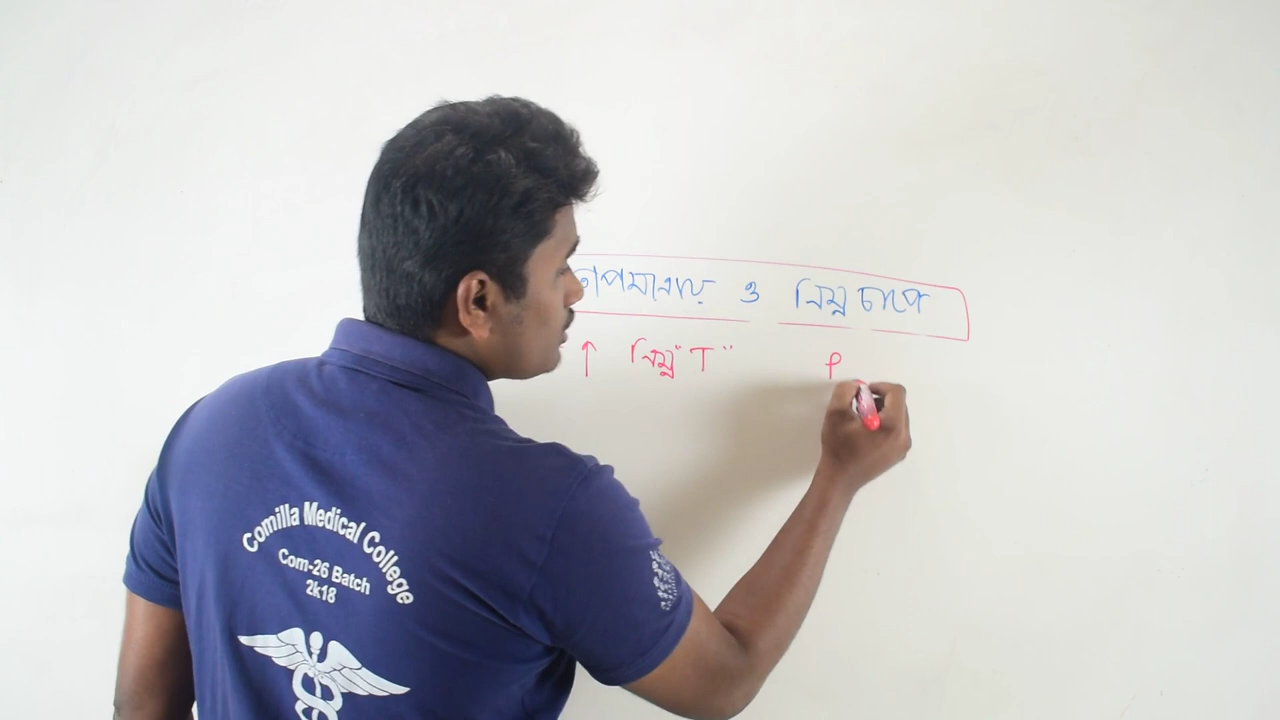 তাপমাত্রায় ও নিম্ন চাপে
↑ নিম্ন "T" P
Comilla Medical College
Com-26 Batch
2k18